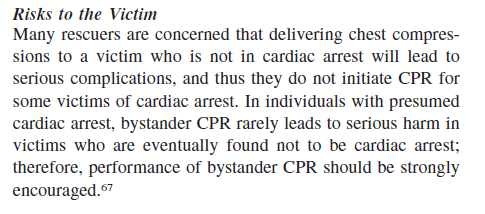 Risks to the Victim
Many rescuers are concerned that delivering chest compres-
sions to a victim who is not in cardiac arrest will lead to
serious complications, and thus they do not initiate CPR for
some victims of cardiac arrest. In individuals with presumed
cardiac arrest, bystander CPR rarely leads to serious harm in
victims who are eventually found not to be cardiac arrest;
therefore, performance of bystander CPR should be strongly
encouraged.67